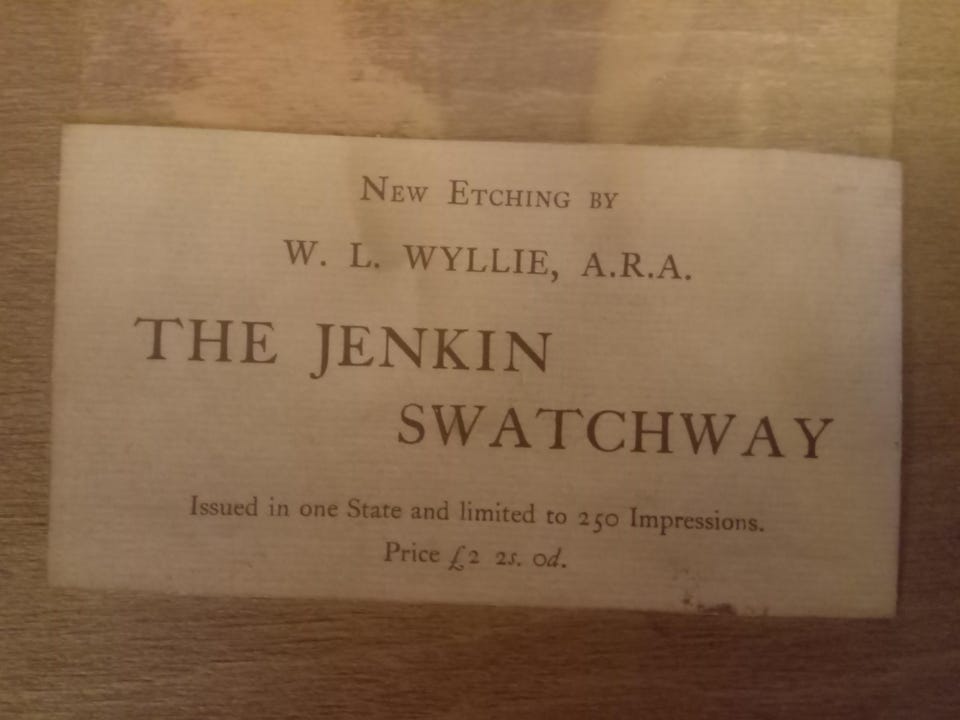 New Etching by
W. L. WYLLIE, A.R.A.
THE JENKIN
SWATCHWAY
Issued in one State and limited to 250 Impressions.
Price £2 2s. 0d.